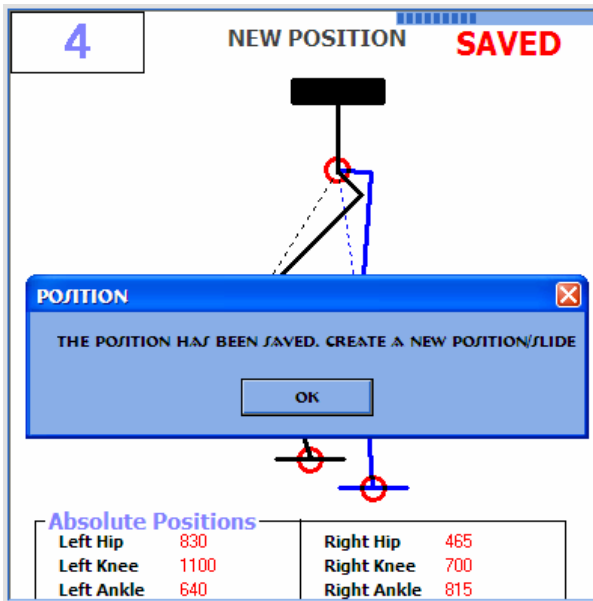 4
NEW POSITION
SAVED
POSITION
THE POSITION HAS BEEN SAVED. CREATE A NEW POSITION/SLIDE
OK
Absolute Positions
Left Hip 830 Right Hip 465
Left Knee 1100 Right Knee 700
Left Ankle 640 Right Ankle 815